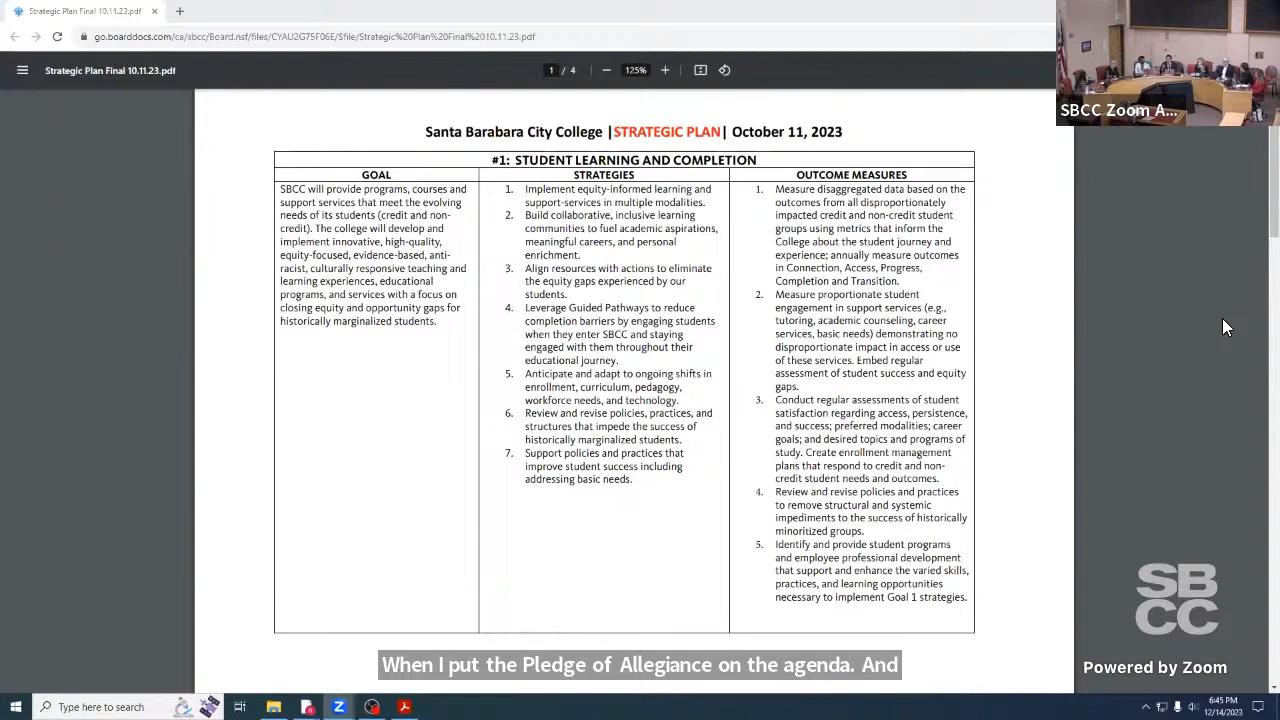 Strategic Plan Final 10.11.23.pdf
go.boarddocs.com/ca/sbcc/Board.nsf/files/CYAU2G75F06E/$file/Strategic%20Plan%20Final%2010.11.23.pdf
Strategic Plan Final 10.11.23.pdf
1 / 4
125%
SBCC Zoom A...
Santa Barabara City College |STRATEGIC PLAN| October 11, 2023
#1: STUDENT LEARNING AND COMPLETION
GOAL
SBCC will provide programs, courses and
support services that meet the evolving
needs of its students (credit and non-
credit). The college will develop and
implement innovative, high-quality,
equity-focused, evidence-based, anti-
racist, culturally responsive teaching and
learning experiences, educational
programs, and services with a focus on
closing equity and opportunity gaps for
historically marginalized students.
STRATEGIES
1. Implement equity-informed learning and
support-services in multiple modalities.
2. Build collaborative, inclusive learning
communities to fuel academic aspirations,
meaningful careers, and personal
enrichment.
3. Align resources with actions to eliminate
the equity gaps experienced by our
students.
4. Leverage Guided Pathways to reduce
completion barriers by engaging students
when they enter SBCC and staying
engaged with them throughout their
educational journey.
5. Anticipate and adapt to ongoing shifts in
enrollment, curriculum, pedagogy,
workforce needs, and technology.
6. Review and revise policies, practices, and
structures that impede the success of
historically marginalized students.
7. Support policies and practices that
improve student success including
addressing basic needs.
OUTCOME MEASURES
1. Measure disaggregated data based on the
outcomes from all disproportionately
impacted credit and non-credit student
groups using metrics that inform the
College about the student journey and
experience; annually measure outcomes
in Connection, Access, Progress,
Completion and Transition.
2. Measure proportionate student
engagement in support services (e.g.,
tutoring, academic counseling, career
services, basic needs) demonstrating no
disproportionate impact in access or use
of these services. Embed regular
assessment of student success and equity
gaps.
3. Conduct regular assessments of student
satisfaction regarding access, persistence,
and success; preferred modalities; career
goals; and desired topics and programs of
study. Create enrollment management
plans that respond to credit and non-
credit student needs and outcomes.
4. Review and revise policies and practices
to remove structural and systemic
impediments to the success of historically
minoritized groups.
5. Identify and provide student programs
and employee professional development
that support and enhance the varied skills,
practices, and learning opportunities
necessary to implement Goal 1 strategies.
SB
CC
When I put the Pledge of Allegiance on the agenda. And
Powered by Zoom
Type here to search
6:45 PM
12/14/2023